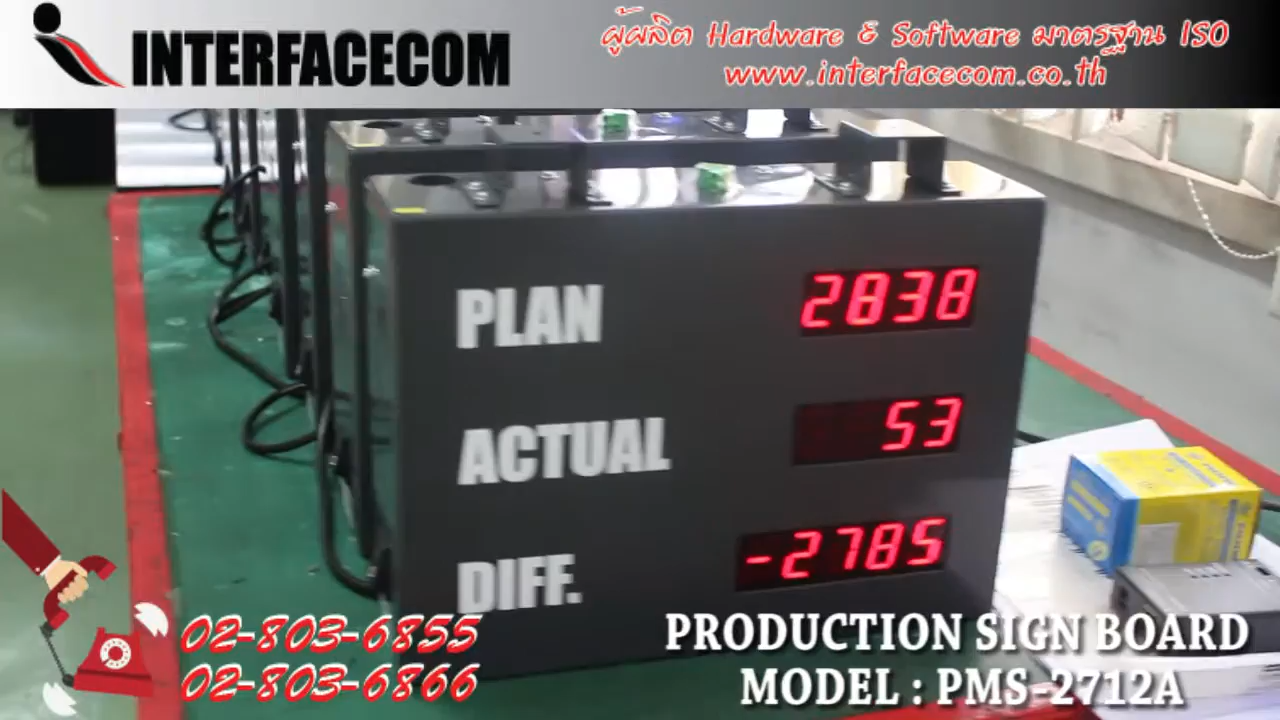 INTERFACECOM
ผู้ผลิต Hardware & Software มาตรฐาน ISO
www.interfacecom.co.th
PLAN 2838
ACTUAL 53
DIFF. -2785
02-803-6855
02-803-6866
PRODUCTION SIGN BOARD
MODEL : PMS-2712A